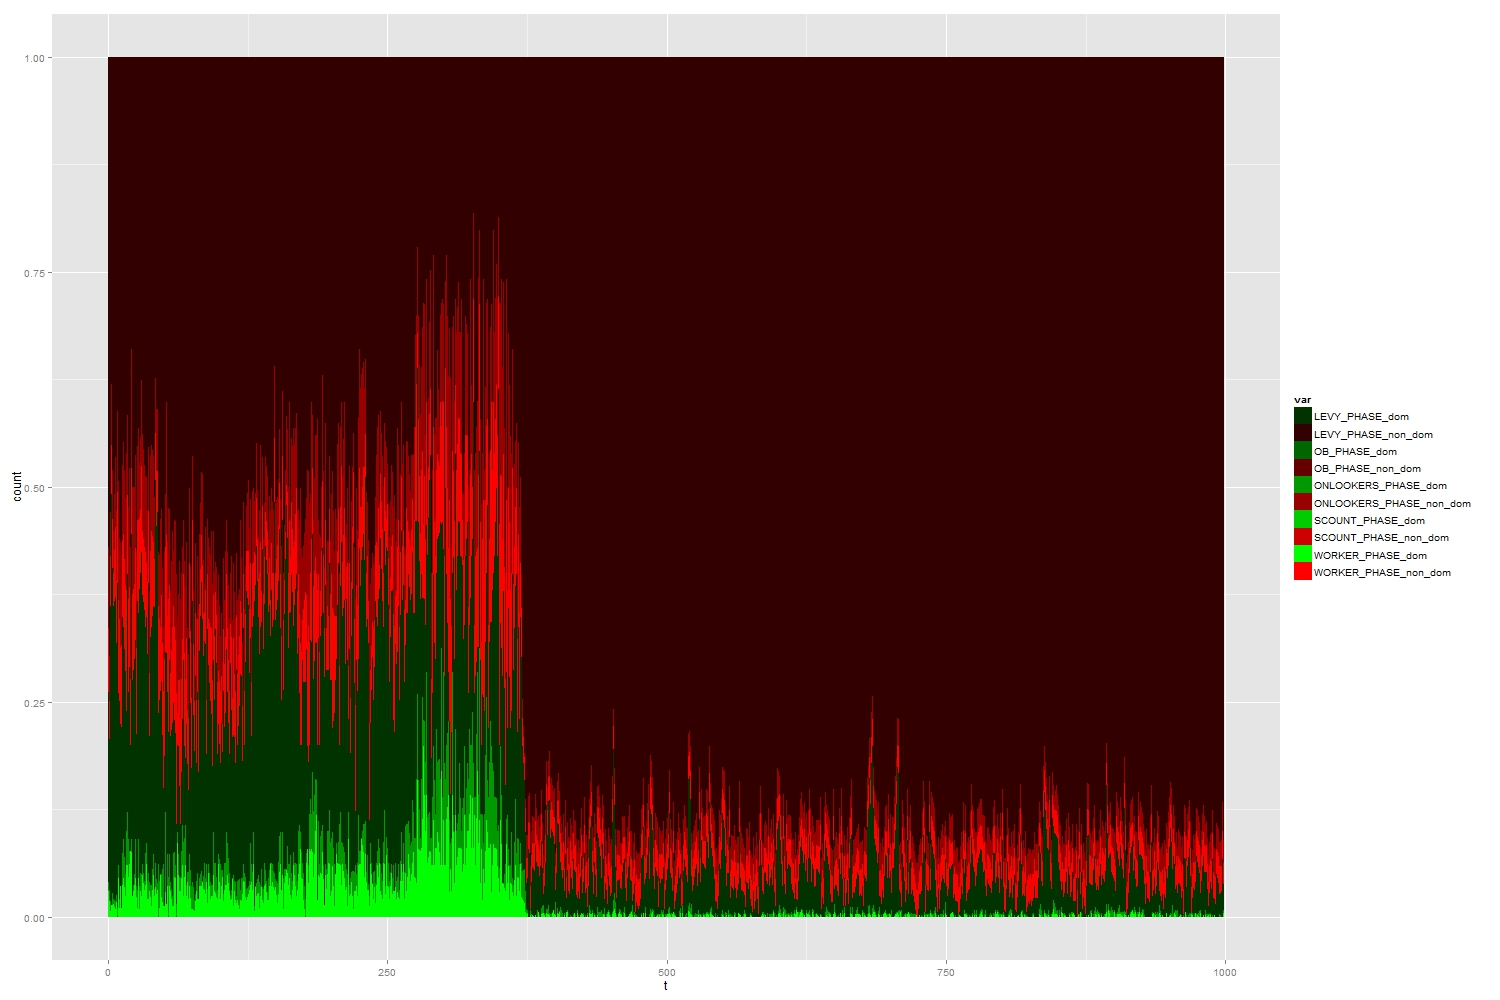 1.00
0.75
0.50
0.25
0.00
count
0
250
500
750
1000
t
var
LEVY_PHASE_dom
LEVY_PHASE_non_dom
OB_PHASE_dom
OB_PHASE_non_dom
ONLOOKERS_PHASE_dom
ONLOOKERS_PHASE_non_dom
SCOUNT_PHASE_dom
SCOUNT_PHASE_non_dom
WORKER_PHASE_dom
WORKER_PHASE_non_dom